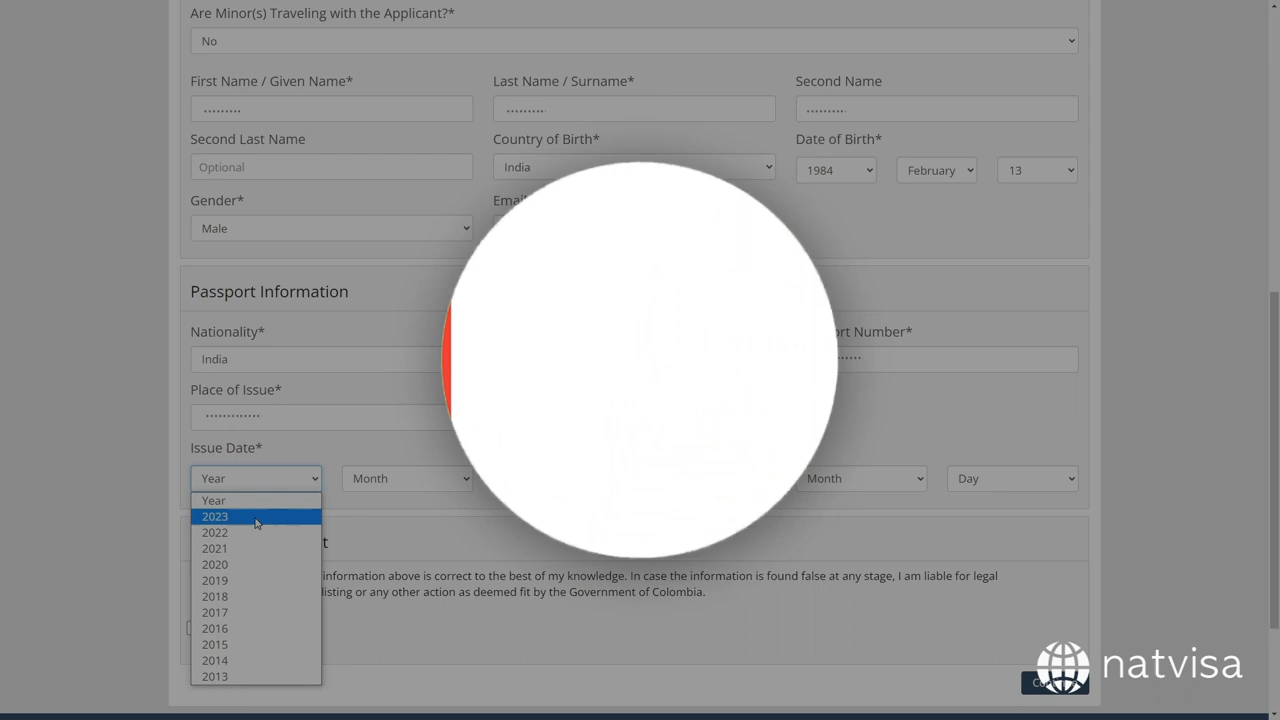 Are Minor(s) Traveling with the Applicant?*
No
First Name / Given Name*
Last Name / Surname*
Second Name
Second Last Name
Country of Birth*
Date of Birth*
Optional
India
1984
February
13
Gender*
Male
Passport Information
Nationality*
Number*
India
Place of Issue*
Issue Date*
Year
Month
Month
Day
Year
2023
2022
2021
2020
2019
2018
2017
2016
2015
2014
2013
information above is correct to the best of my knowledge. In case the information is found false at any stage, I am liable for legal
listing or any other action as deemed fit by the Government of Colombia.
natvisa